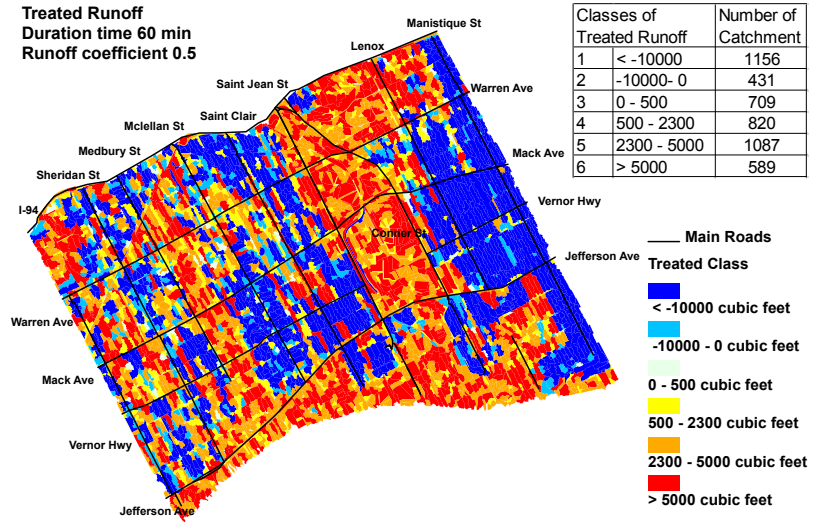 Treated Runoff
Duration time 60 min
Runoff coefficient 0.5
Classes of Treated Runoff | Number of Catchment
1 | < -10000 | 1156
2 | -10000- 0 | 431
3 | 0 - 500 | 709
4 | 500 - 2300 | 820
5 | 2300 - 5000 | 1087
6 | > 5000 | 589
Manistique St
Lenox
Saint Jean St
Warren Ave
Saint Clair
Mclellan St
Medbury St
Mack Ave
Sheridan St
Vernor Hwy
I-94
Conner St
Jefferson Ave
Warren Ave
Mack Ave
Vernor Hwy
Jefferson Ave
Main Roads
Treated Class
< -10000 cubic feet
-10000 - 0 cubic feet
0 - 500 cubic feet
500 - 2300 cubic feet
2300 - 5000 cubic feet
> 5000 cubic feet